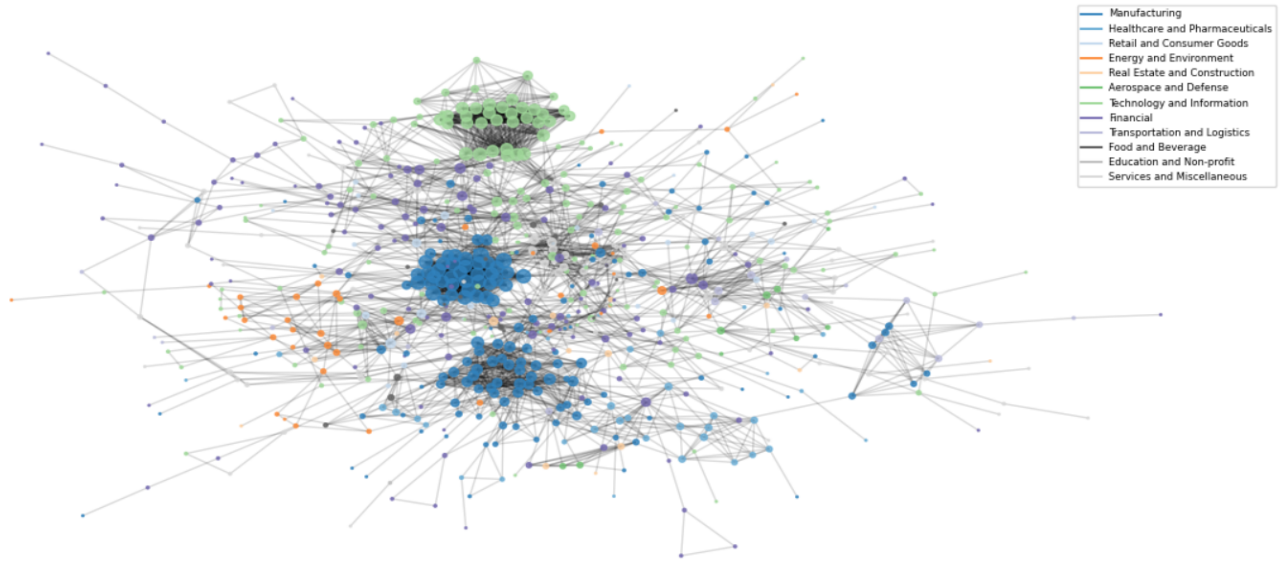 Manufacturing
Healthcare and Pharmaceuticals
Retail and Consumer Goods
Energy and Environment
Real Estate and Construction
Aerospace and Defense
Technology and Information
Financial
Transportation and Logistics
Food and Beverage
Education and Non-profit
Services and Miscellaneous